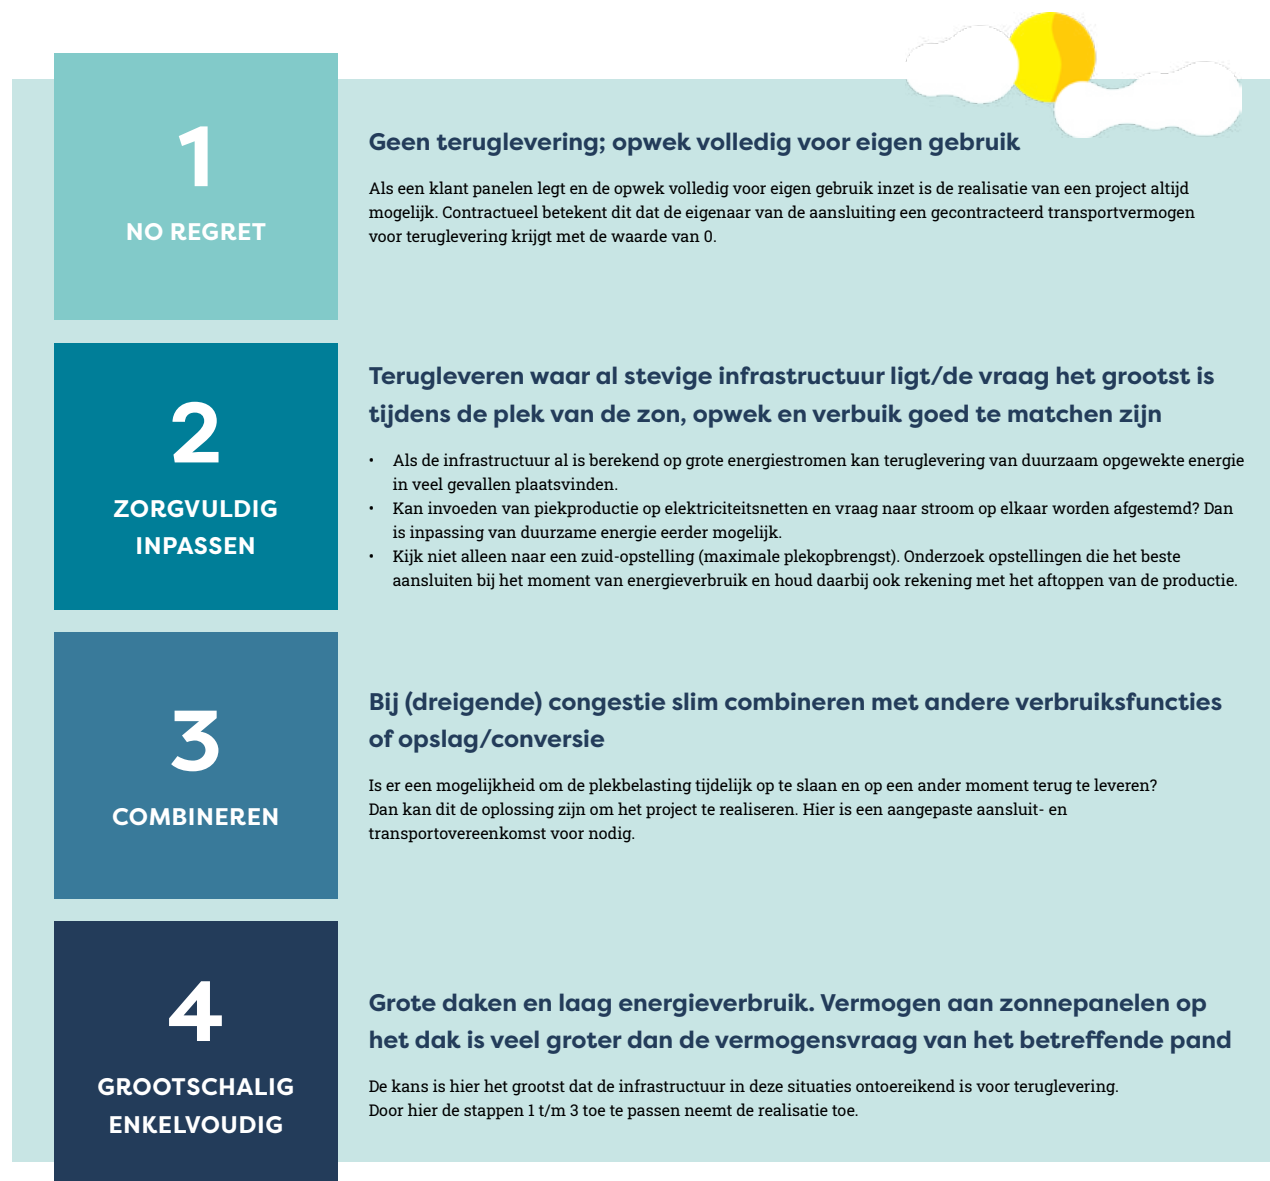 1
NO REGRET
Geen teruglevering; opwek volledig voor eigen gebruik
Als een klant panelen legt en de opwek volledig voor eigen gebruik inzet is de realisatie van een project altijd
mogelijk. Contractueel betekent dit dat de eigenaar van de aansluiting een gecontracteerd transportvermogen
voor teruglevering krijgt met de waarde van 0.
2
ZORGVULDIG
INPASSEN
Terugleveren waar al stevige infrastructuur ligt/de vraag het grootst is
tijdens de plek van de zon, opwek en verbuik goed te matchen zijn
• Als de infrastructuur al is berekend op grote energiestromen kan teruglevering van duurzaam opgewekte energie
in veel gevallen plaatsvinden.
• Kan invoeden van piekproductie op elektriciteitsnetten en vraag naar stroom op elkaar worden afgestemd? Dan
is inpassing van duurzame energie eerder mogelijk.
• Kijk niet alleen naar een zuid-opstelling (maximale plekopbrengst). Onderzoek opstellingen die het beste
aansluiten bij het moment van energieverbruik en houd daarbij ook rekening met het aftoppen van de productie.
3
COMBINEREN
Bij (dreigende) congestie slim combineren met andere verbruiksfuncties
of opslag/conversie
Is er een mogelijkheid om de plekbelasting tijdelijk op te slaan en op een ander moment terug te leveren?
Dan kan dit de oplossing zijn om het project te realiseren. Hier is een aangepaste aansluit- en
transportovereenkomst voor nodig.
4
GROOTSCHALIG
ENKELVOUDIG
Grote daken en laag energieverbruik. Vermogen aan zonnepanelen op
het dak is veel groter dan de vermogensvraag van het betreffende pand
De kans is hier het grootst dat de infrastructuur in deze situaties ontoereikend is voor teruglevering.
Door hier de stappen 1 t/m 3 toe te passen neemt de realisatie toe.